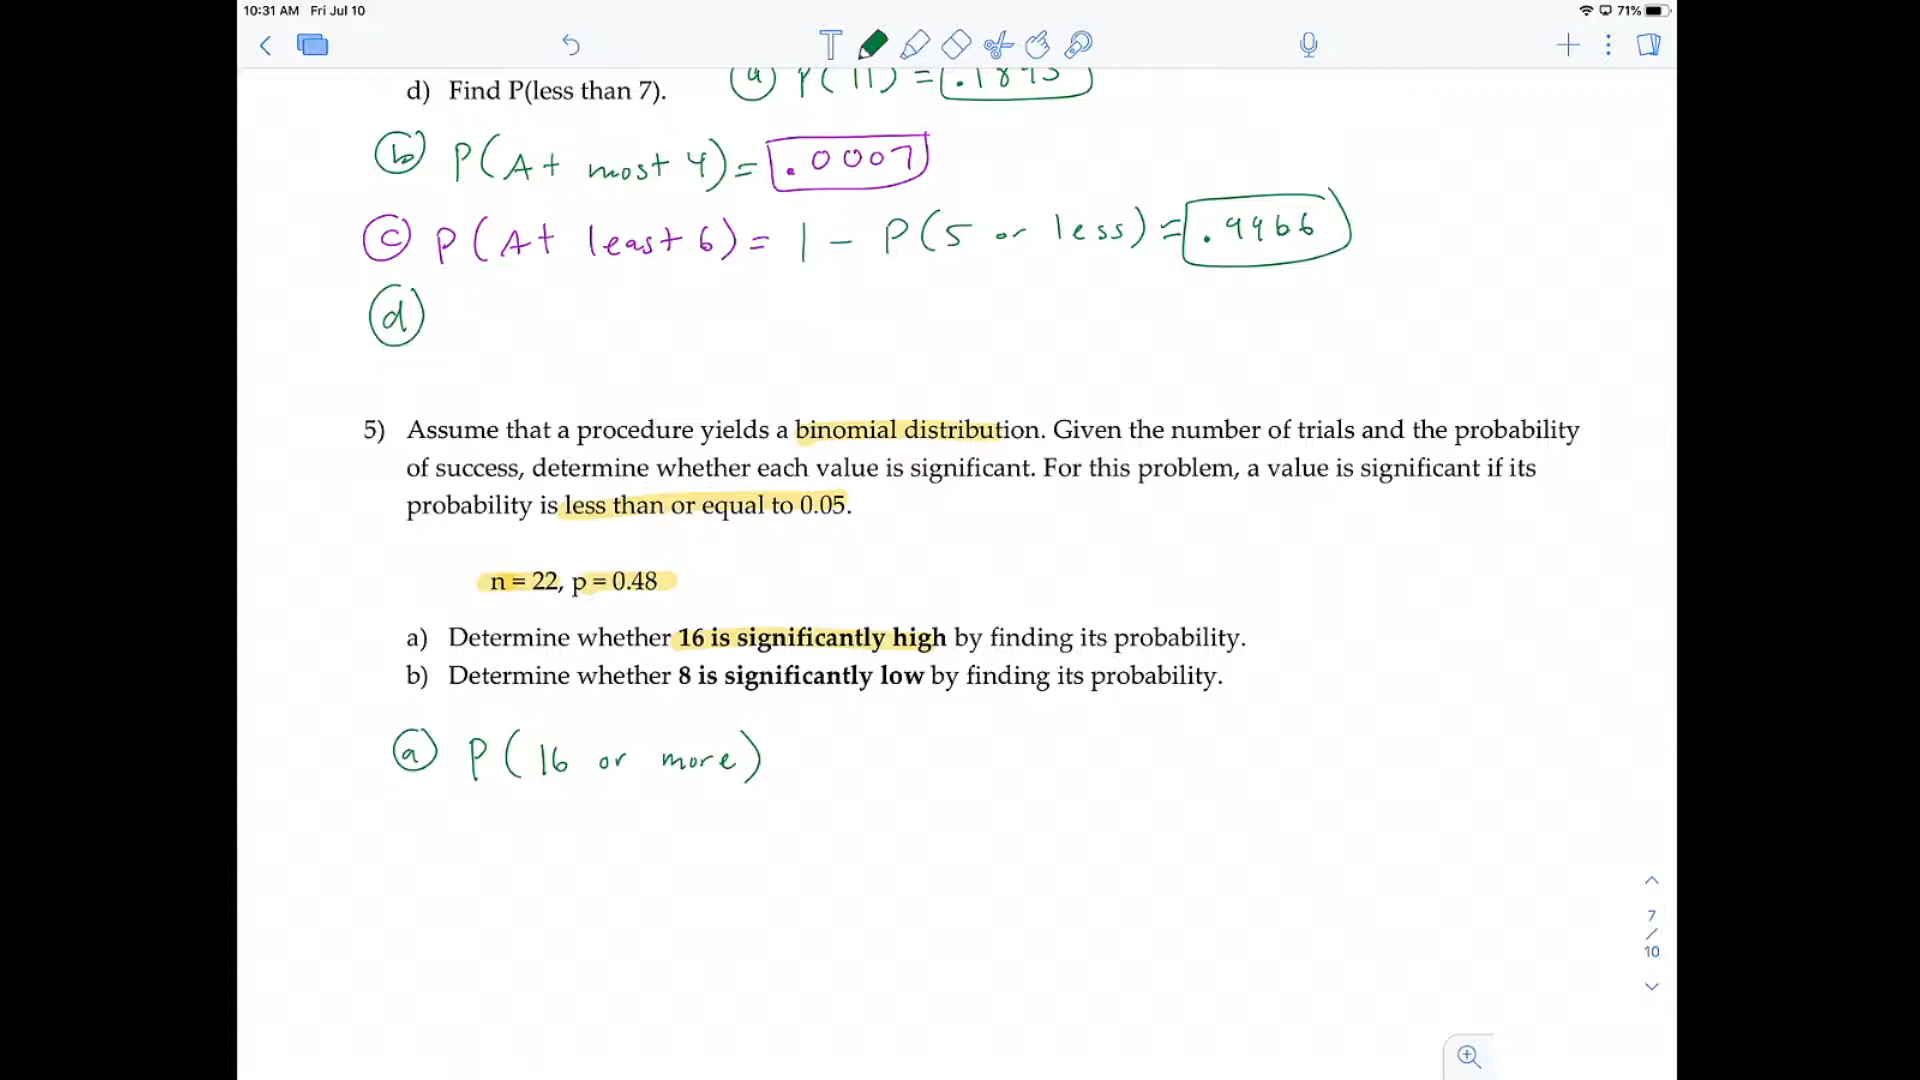 10:31 AM Fri Jul 10
71%
d) Find P(less than 7).
(a) P(11) = .1895
(b) P(At most 4) = .0007
(c) P(At least 6) = 1 - P(5 or less) = .9966
(d)
5) Assume that a procedure yields a binomial distribution. Given the number of trials and the probability
of success, determine whether each value is significant. For this problem, a value is significant if its
probability is less than or equal to 0.05.
n = 22, p = 0.48
a) Determine whether 16 is significantly high by finding its probability.
b) Determine whether 8 is significantly low by finding its probability.
(a) P(16 or more)
7
/
10